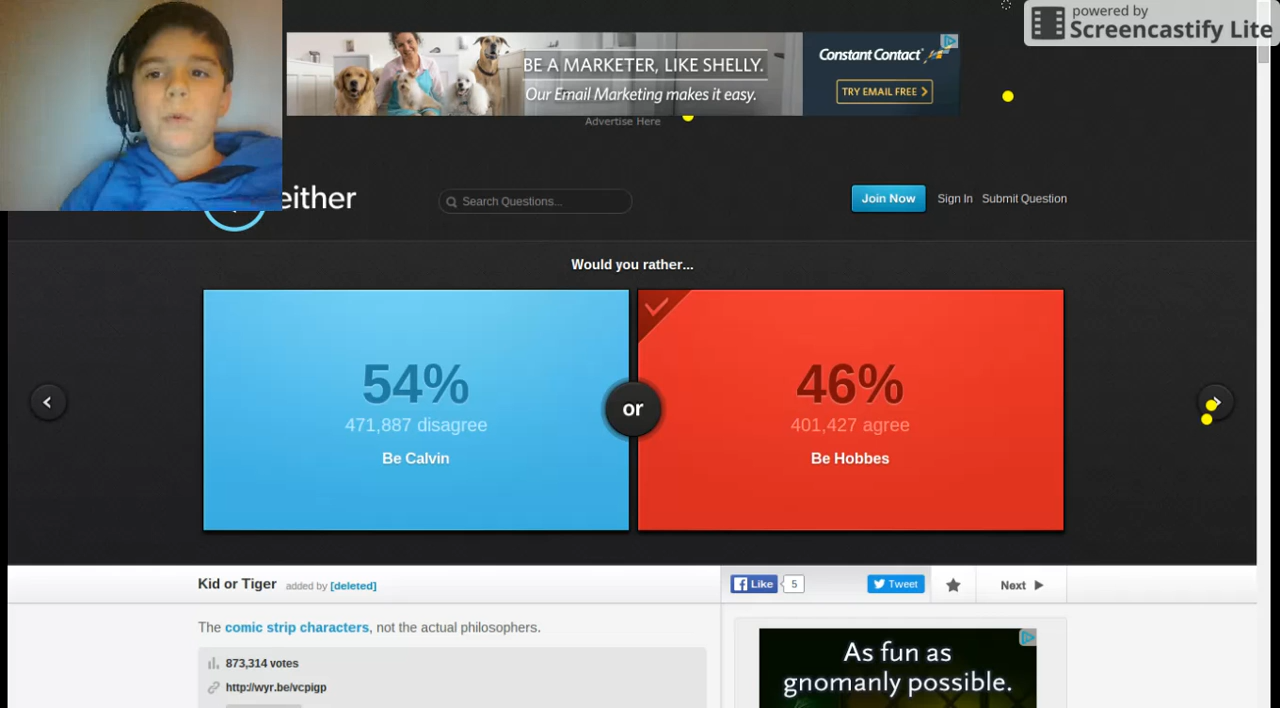 powered by
Screencastify Lite
BE A MARKETER, LIKE SHELLY.
Our Email Marketing makes it easy.
Constant Contact
TRY EMAIL FREE >
Advertise Here
either
Search Questions...
Join Now
Sign In
Submit Question
Would you rather...
54%
471,887 disagree
Be Calvin
or
46%
401,427 agree
Be Hobbes
Kid or Tiger added by [deleted]
Like 5
Tweet
Next
The comic strip characters, not the actual philosophers.
873,314 votes
http://wyr.be/vcpigp
As fun as
gnomanly possible.